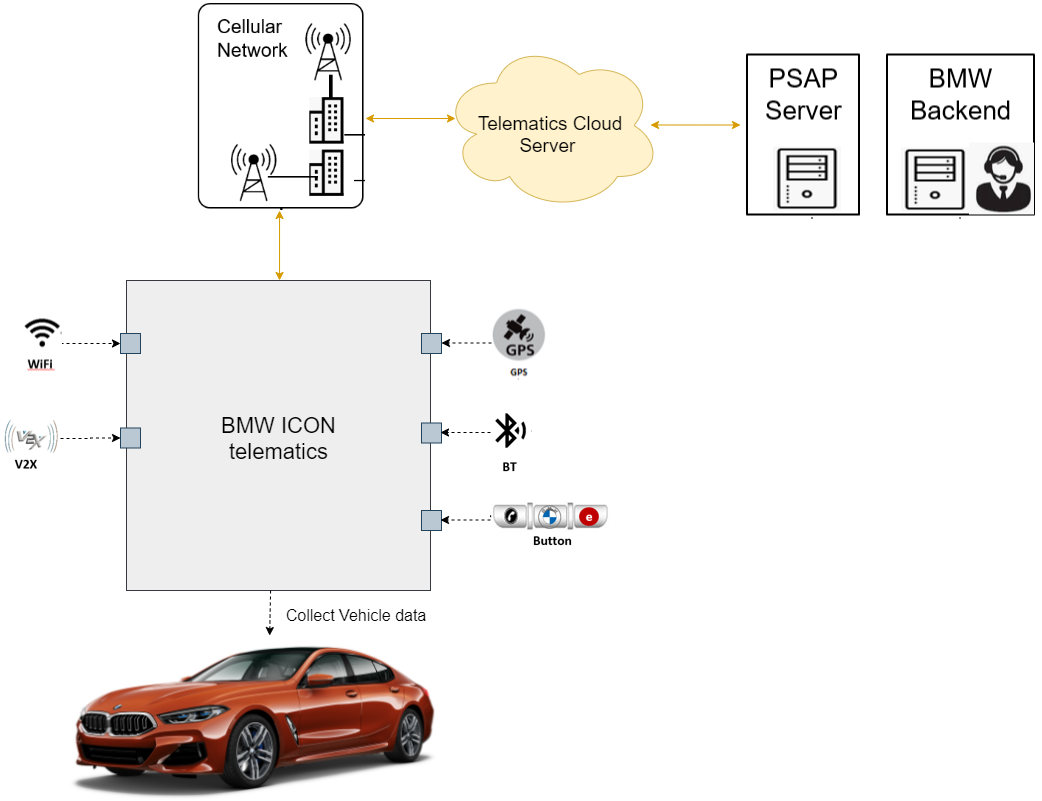 Cellular
Network
Telematics Cloud
Server
PSAP
Server
BMW
Backend
WiFi
GPS
GPS
BMW ICON
telematics
V2X
V2X
BT
e
Button
Collect Vehicle data